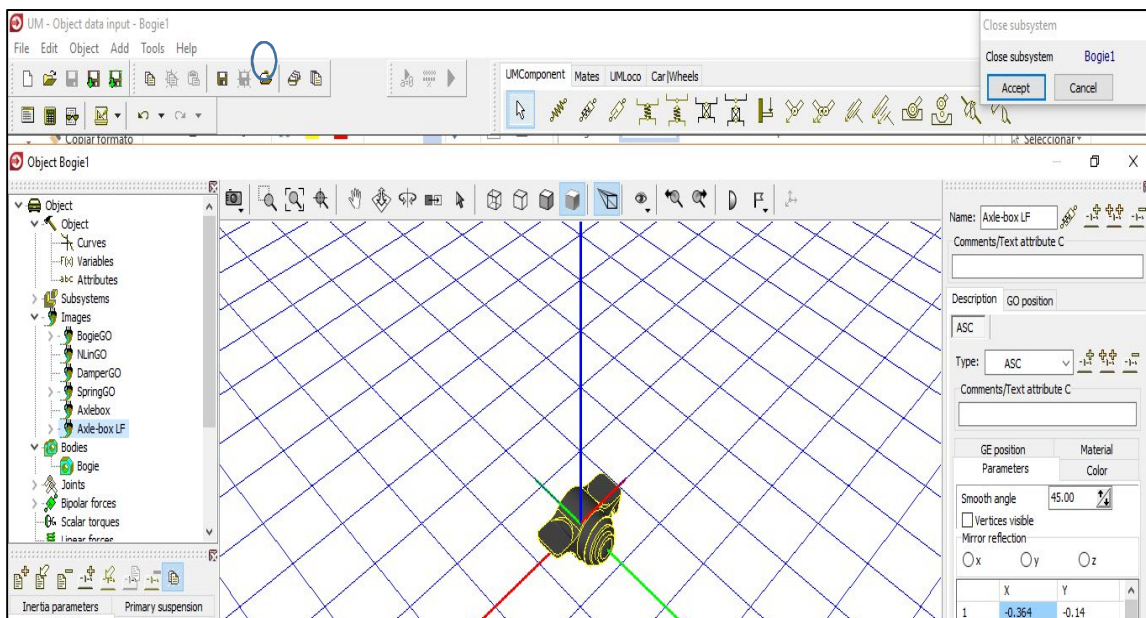 UM - Object data input - Bogie1
File Edit Object Add Tools Help
UMComponent Mates UMLoco Car|Wheels
Close subsystem
Close subsystem Bogie1
Accept Cancel
Copiar formato
Seleccionar
Object Bogie1
Object
Object
Curves
F(x) Variables
abc Attributes
Subsystems
Images
BogieGO
NLinGO
DamperGO
SpringGO
Axlebox
Axle-box LF
Bodies
Bogie
Joints
Bipolar forces
Scalar torques
Linear forces
Inertia parameters Primary suspension
Name: Axle-box LF
Comments/Text attribute C
Description GO position
ASC
Type: ASC
Comments/Text attribute C
GE position Material
Parameters Color
Smooth angle 45.00
Vertices visible
Mirror reflection
x y z
X Y
1 -0.364 -0.14